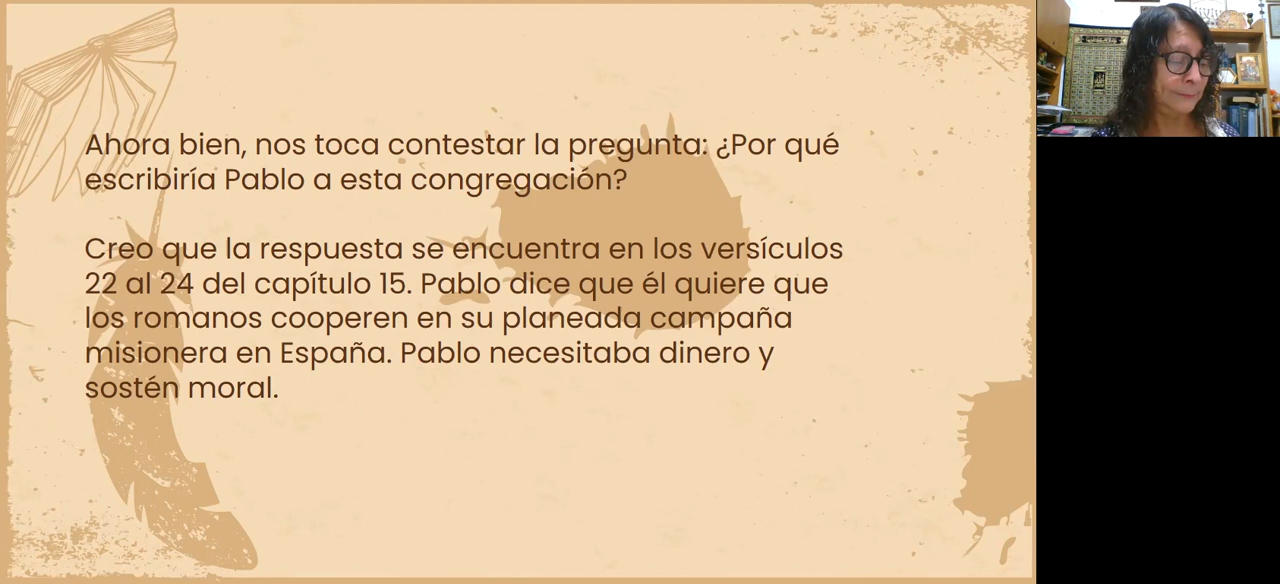 Ahora bien, nos toca contestar la pregunta: ¿Por qué
escribiría Pablo a esta congregación?
Creo que la respuesta se encuentra en los versículos
22 al 24 del capítulo 15. Pablo dice que él quiere que
los romanos cooperen en su planeada campaña
misionera en España. Pablo necesitaba dinero y
sostén moral.